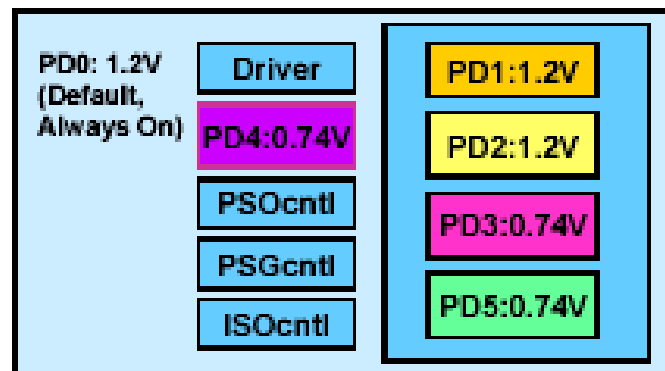 PD0: 1.2V
(Default,
Always On)
Driver
PD4:0.74V
PSOcntl
PSGcntl
ISOcntl
PD1:1.2V
PD2:1.2V
PD3:0.74V
PD5:0.74V